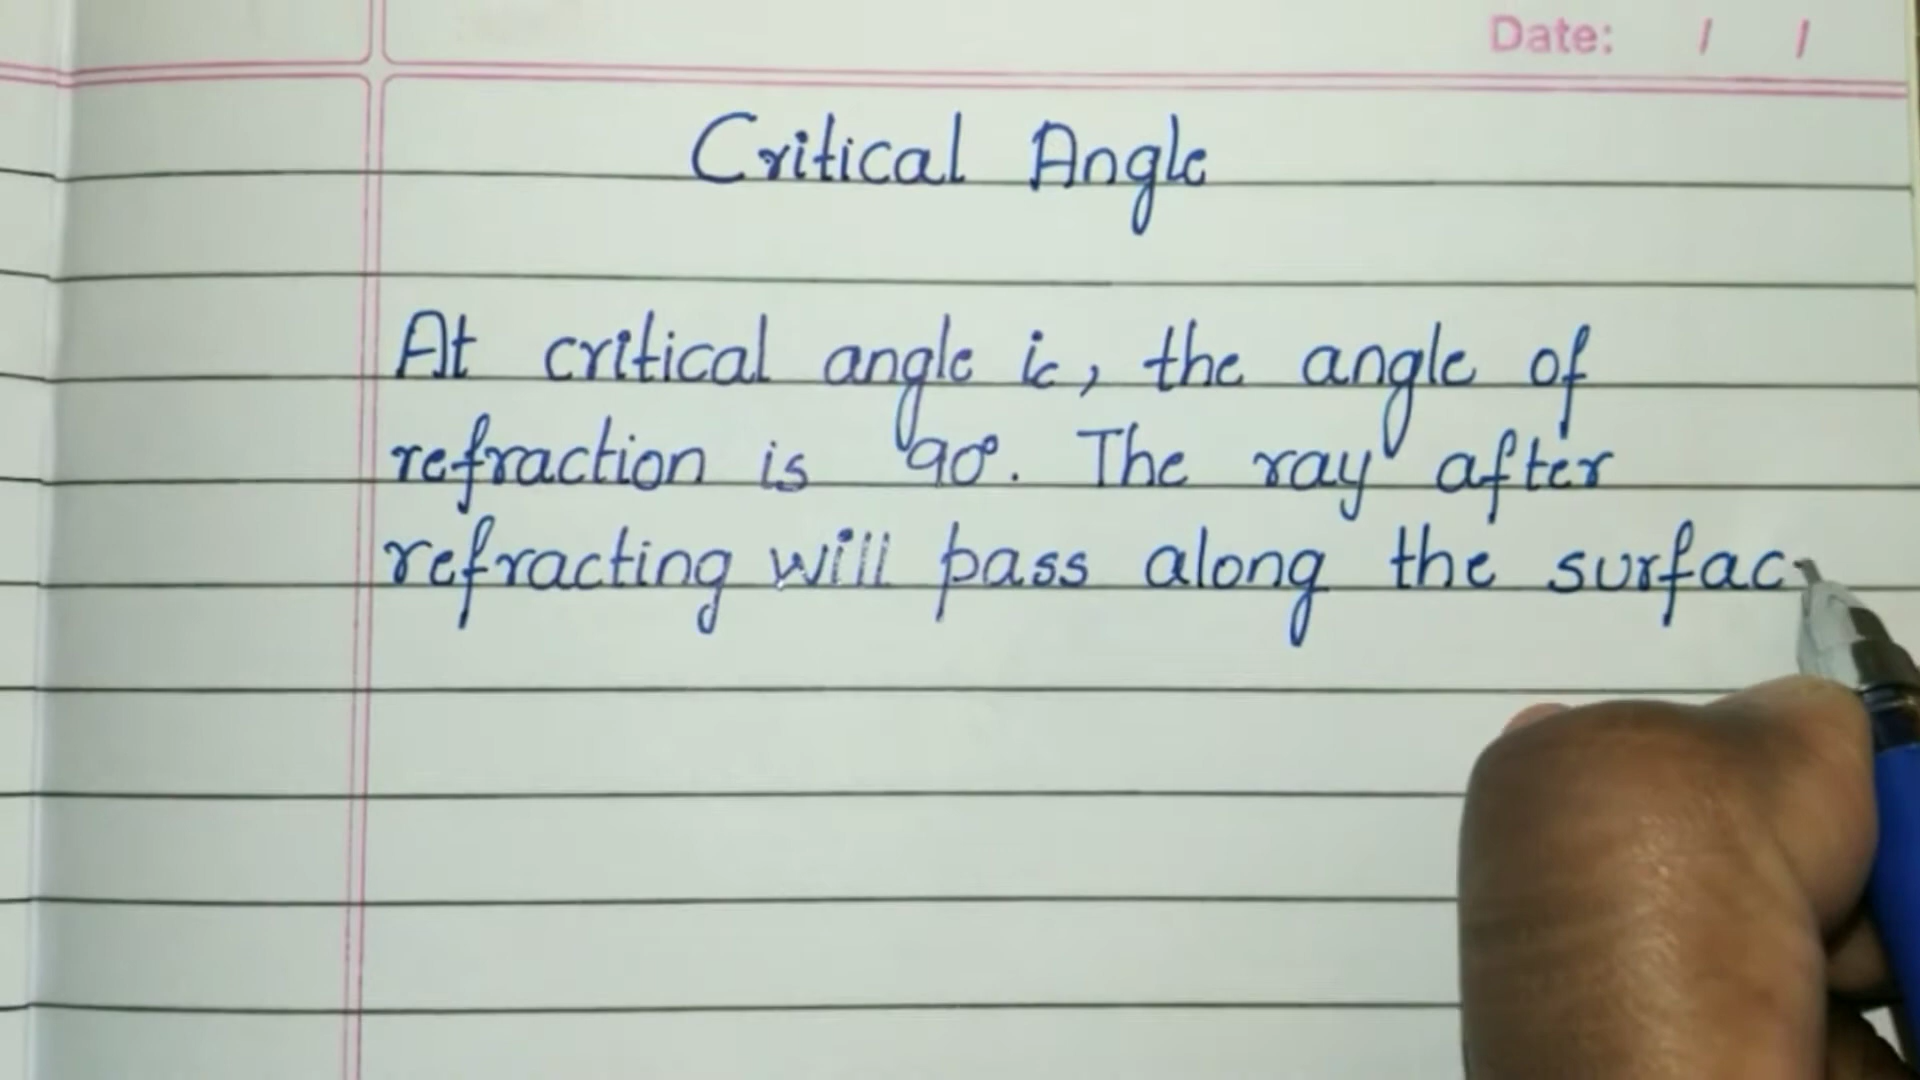 Date: / /
Critical Angle
At critical angle ic, the angle of
refraction is 90°. The ray after
refracting will pass along the surfac